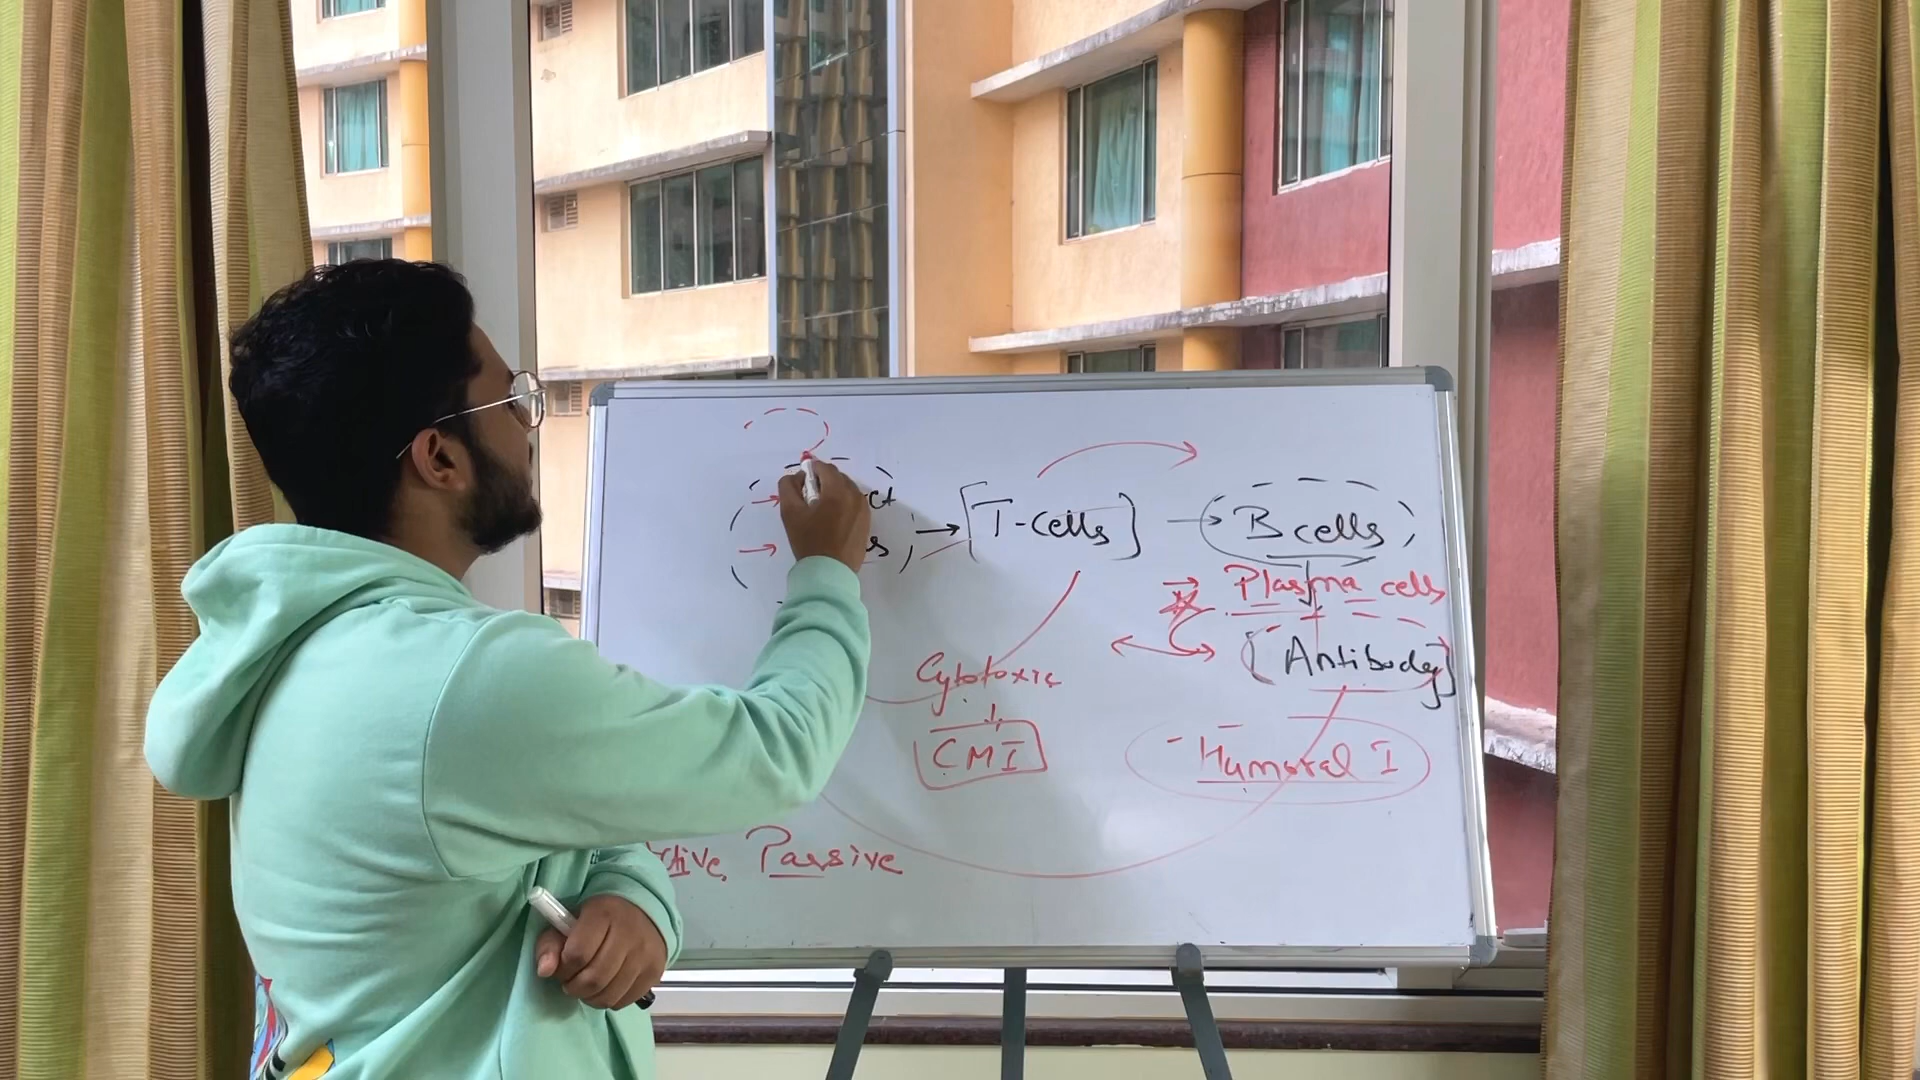 [T-cells]
B cells
Plasma cells
[Antibody]
Cytotoxic
CMI
- Humoral I
Passive